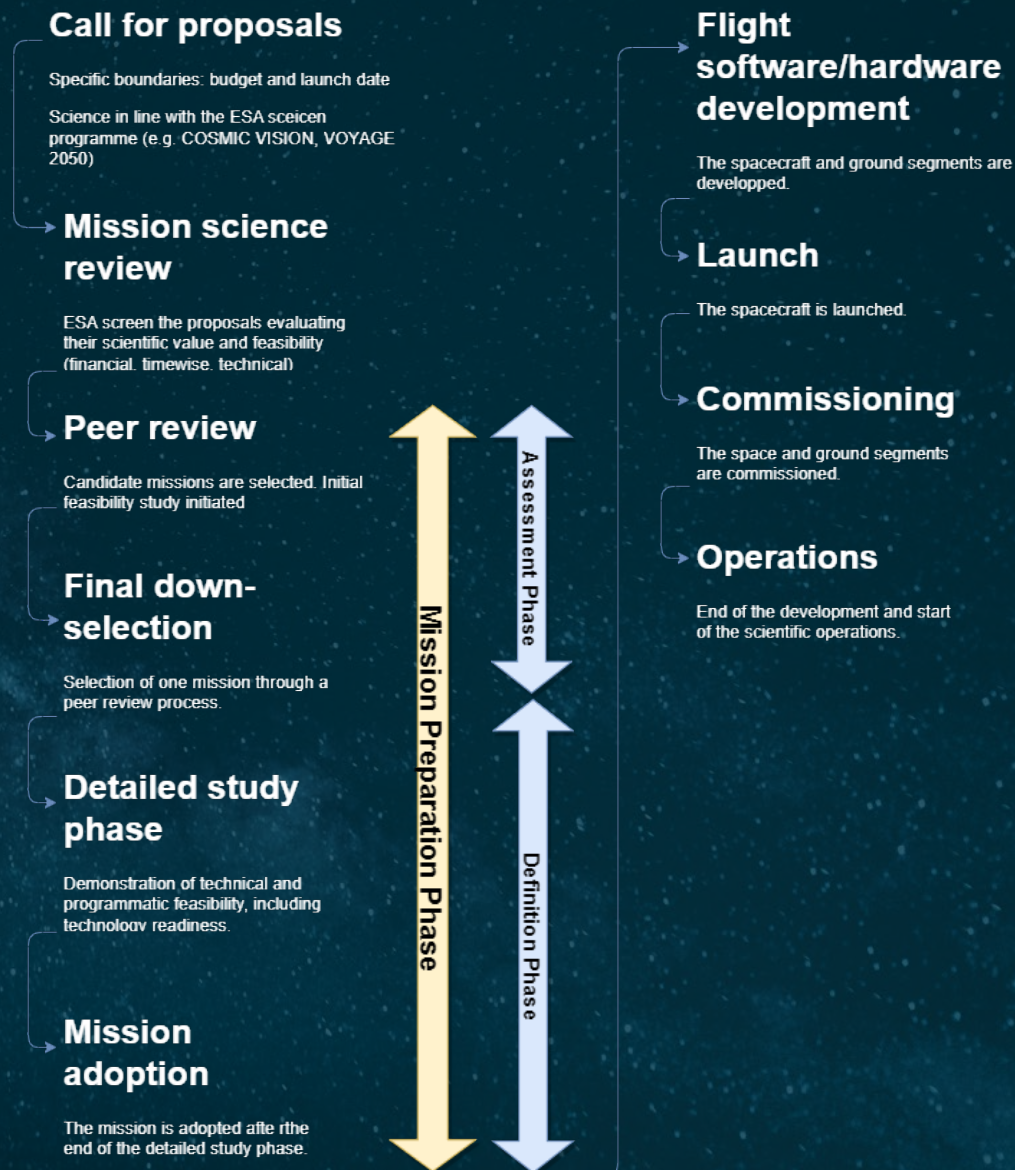 Call for proposals
Specific boundaries: budget and launch date
Science in line with the ESA sceicen
programme (e.g. COSMIC VISION, VOYAGE
2050)
Mission science
review
ESA screen the proposals evaluating
their scientific value and feasibility
(financial, timewise, technical)
Peer review
Candidate missions are selected. Initial
feasibility study initiated
Final down-
selection
Selection of one mission through a
peer review process.
Detailed study
phase
Demonstration of technical and
programmatic feasibility, including
technology readiness.
Mission
adoption
The mission is adopted afte rthe
end of the detailed study phase.
Mission Preparation Phase
Assessment Phase
Definition Phase
Flight
software/hardware
development
The spacecraft and ground segments are
developped.
Launch
The spacecraft is launched.
Commissioning
The space and ground segments
are commissioned.
Operations
End of the development and start
of the scientific operations.